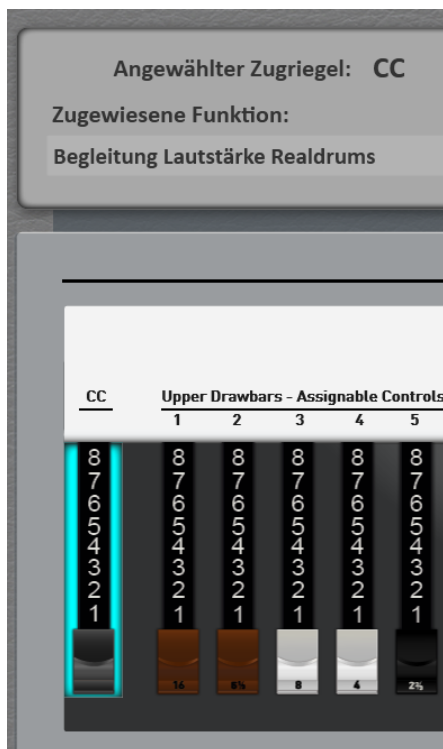 Angewählter Zugriegel: CC
Zugewiesene Funktion:
Begleitung Lautstärke Realdrums
CC Upper Drawbars - Assignable Controls
1 2 3 4 5
8 8 8 8 8 8
7 7 7 7 7 7
6 6 6 6 6 6
5 5 5 5 5 5
4 4 4 4 4 4
3 3 3 3 3 3
2 2 2 2 2 2
1 1 1 1 1 1
16 8 4 2⅔